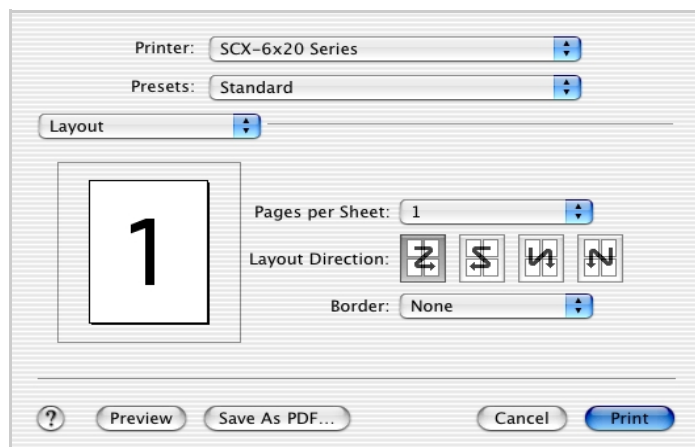 Printer: SCX-6x20 Series
Presets: Standard
Layout
1
Pages per Sheet: 1
Layout Direction:
Border: None
? Preview Save As PDF... Cancel Print